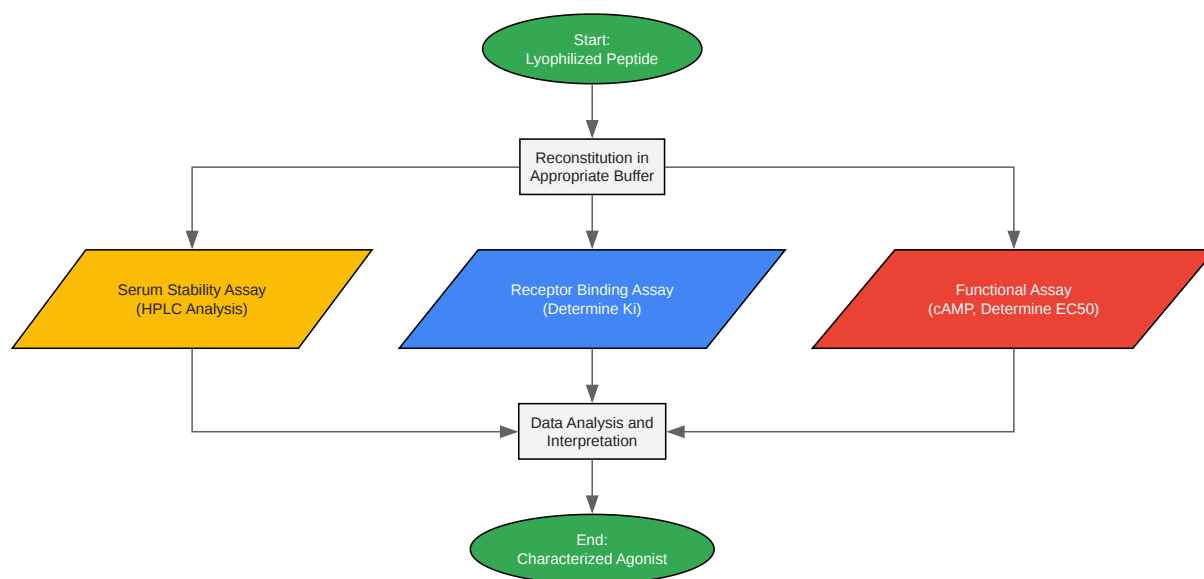 Start:
Lyophilized Peptide
Reconstitution in
Appropriate Buffer
Serum Stability Assay
(HPLC Analysis)
Receptor Binding Assay
(Determine Ki)
Functional Assay
(cAMP, Determine EC50)
Data Analysis and
Interpretation
End:
Characterized Agonist